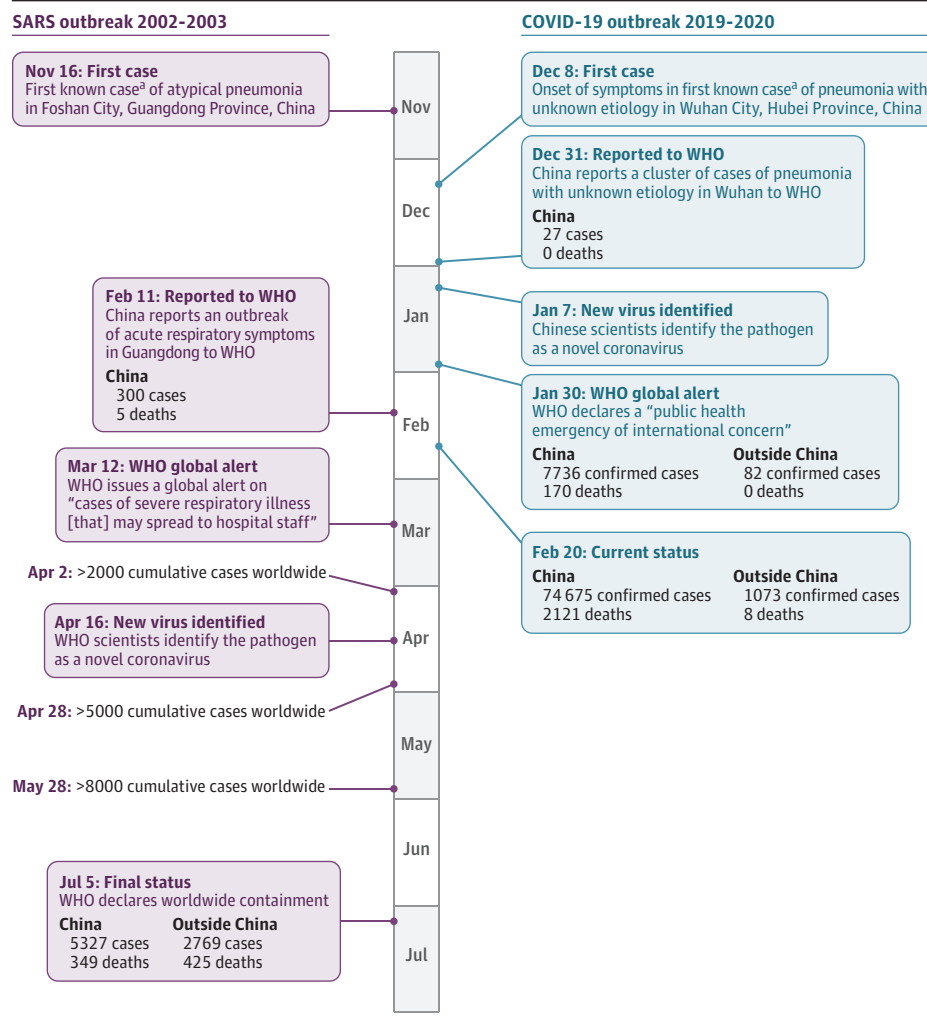 SARS outbreak 2002-2003
Nov 16: First case
First known caseª of atypical pneumonia
in Foshan City, Guangdong Province, China
Feb 11: Reported to WHO
China reports an outbreak
of acute respiratory symptoms
in Guangdong to WHO
China
300 cases
5 deaths
Mar 12: WHO global alert
WHO issues a global alert on
“cases of severe respiratory illness
[that] may spread to hospital staff”
Apr 2: >2000 cumulative cases worldwide
Apr 16: New virus identified
WHO scientists identify the pathogen
as a novel coronavirus
Apr 28: >5000 cumulative cases worldwide
May 28: >8000 cumulative cases worldwide
Jul 5: Final status
WHO declares worldwide containment
China Outside China
5327 cases 2769 cases
349 deaths 425 deaths
Nov
Dec
Jan
Feb
Mar
Apr
May
Jun
Jul
COVID-19 outbreak 2019-2020
Dec 8: First case
Onset of symptoms in first known caseª of pneumonia with
unknown etiology in Wuhan City, Hubei Province, China
Dec 31: Reported to WHO
China reports a cluster of cases of pneumonia
with unknown etiology in Wuhan to WHO
China
27 cases
0 deaths
Jan 7: New virus identified
Chinese scientists identify the pathogen
as a novel coronavirus
Jan 30: WHO global alert
WHO declares a “public health
emergency of international concern”
China Outside China
7736 confirmed cases 82 confirmed cases
170 deaths 0 deaths
Feb 20: Current status
China Outside China
74 675 confirmed cases 1073 confirmed cases
2121 deaths 8 deaths